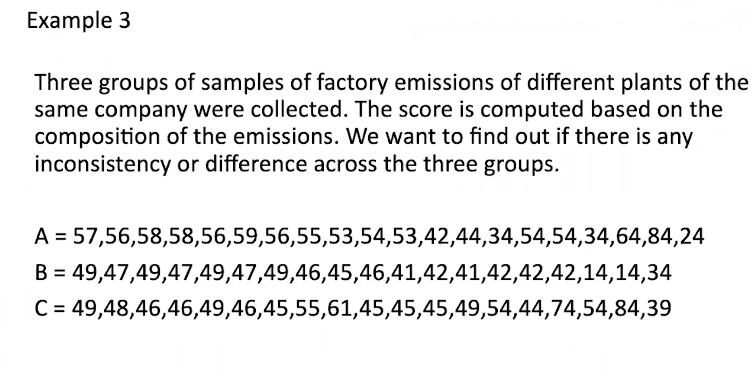 Example 3
Three groups of samples of factory emissions of different plants of the
same company were collected. The score is computed based on the
composition of the emissions. We want to find out if there is any
inconsistency or difference across the three groups.
A = 57,56,58,58,56,59,56,55,53,54,53,42,44,34,54,54,34,64,84,24
B = 49,47,49,47,49,47,49,46,45,46,41,42,41,42,42,42,14,14,34
C = 49,48,46,46,49,46,45,55,61,45,45,45,49,54,44,74,54,84,39